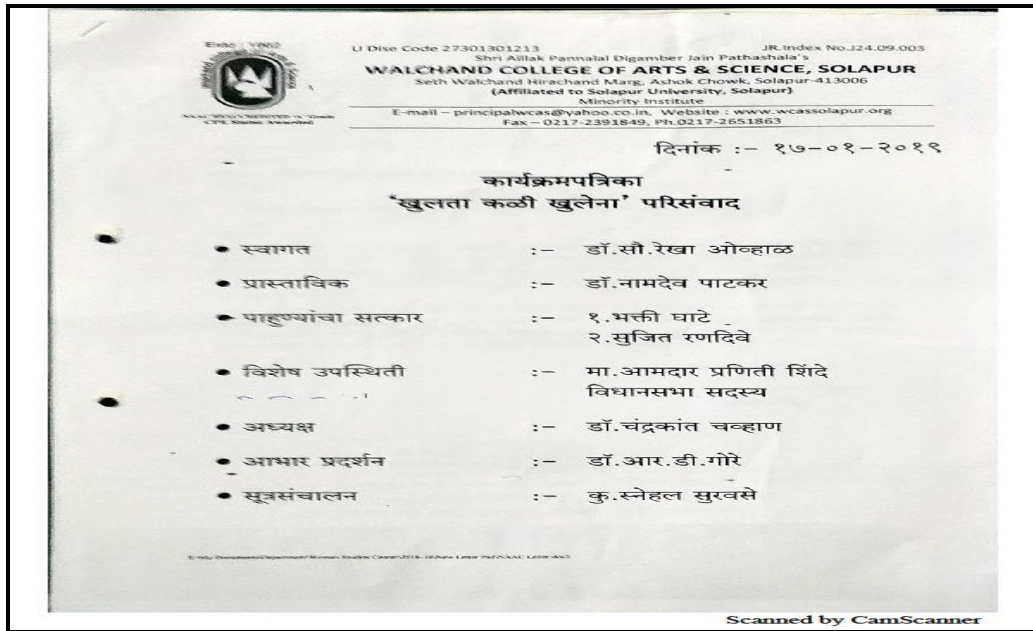 Estd : 1962
U Dise Code 27301301213 JR.Index No.J24.09.003
Shri Aillak Pannalal Digamber Jain Pathashala's
WALCHAND COLLEGE OF ARTS & SCIENCE, SOLAPUR
Seth Walchand Hirachand Marg, Ashok Chowk, Solapur-413006
(Affiliated to Solapur University, Solapur)
Minority Institute
E-mail – principalwcas@yahoo.co.in, Website : www.wcassolapur.org
Fax – 0217-2391849, Ph.0217-2651863
दिनांक :- १७-०१-२०१९
कार्यक्रमपत्रिका
'खुलता कळी खुलेना' परिसंवाद
• स्वागत :- डॉ.सौ.रेखा ओव्हाळ
• प्रास्ताविक :- डॉ.नामदेव पाटकर
• पाहुण्यांचा सत्कार :- १.भक्ती घाटे
२.सुजित रणदिवे
• विशेष उपस्थिती :- मा.आमदार प्रणिती शिंदे
विधानसभा सदस्य
• अध्यक्ष :- डॉ.चंद्रकांत चव्हाण
• आभार प्रदर्शन :- डॉ.आर.डी.गोरे
• सूत्रसंचालन :- कु.स्नेहल सुरवसे
Scanned by CamScanner